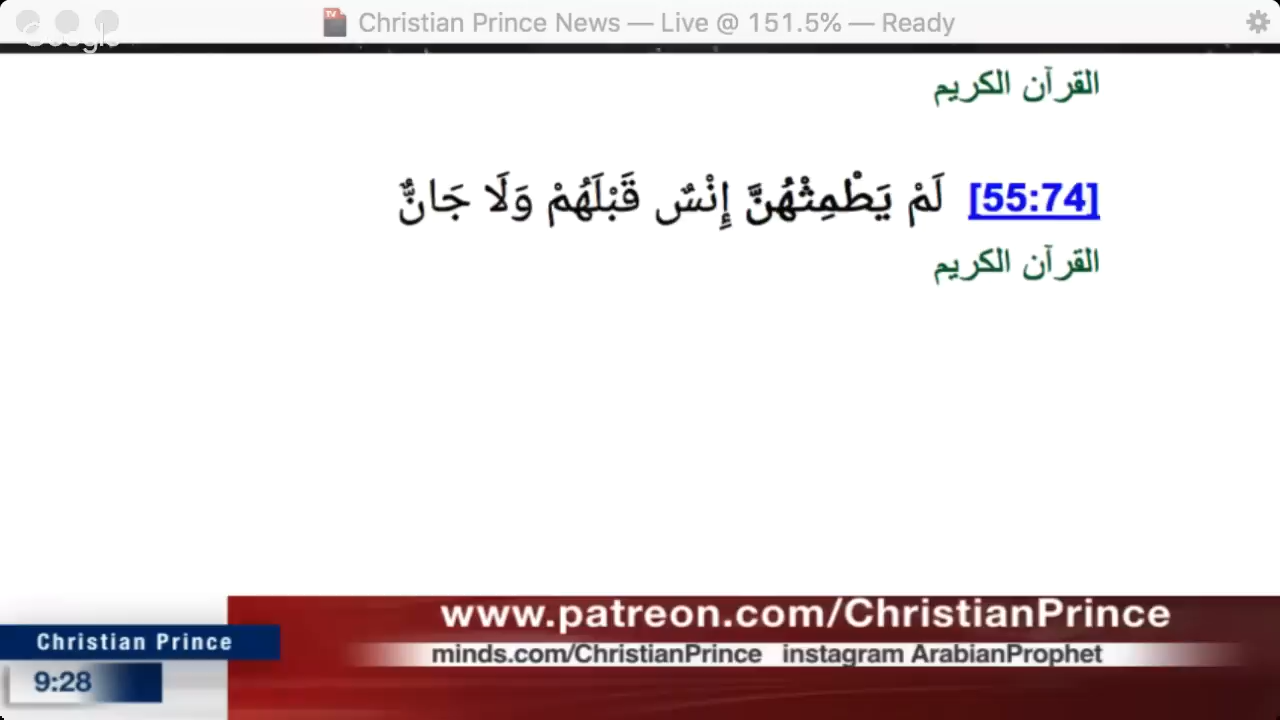 Christian Prince News — Live @ 151.5% — Ready
Google
القرآن الكريم
[55:74] لَمْ يَطْمِثْهُنَّ إِنْسٌ قَبْلَهُمْ وَلَا جَانٌّ
القرآن الكريم
www.patreon.com/ChristianPrince
Christian Prince
minds.com/ChristianPrince instagram ArabianProphet
9:28